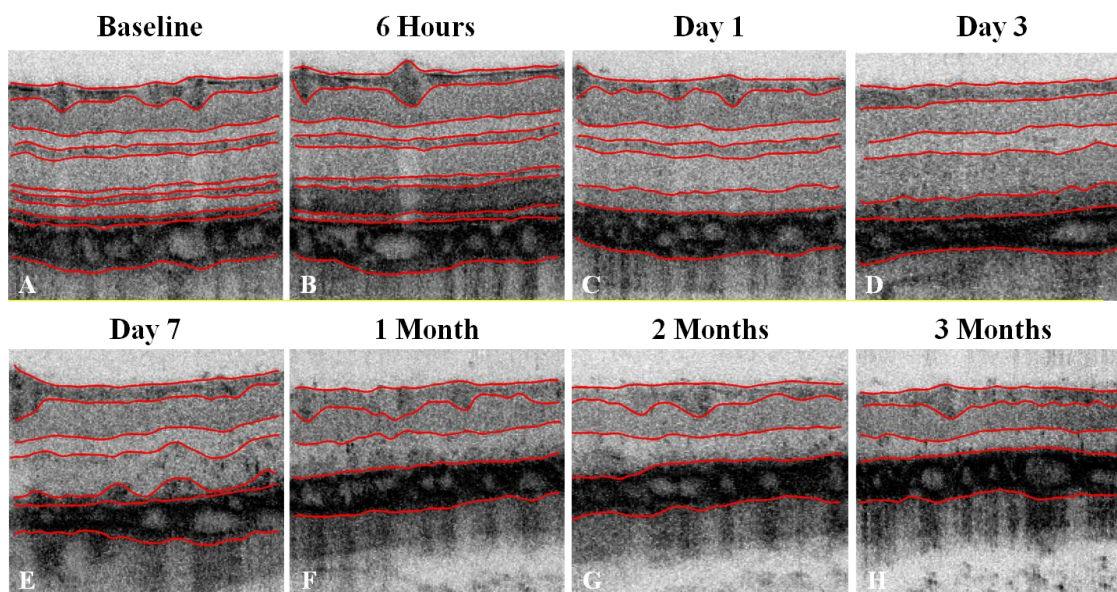 Baseline
6 Hours
Day 1
Day 3
A
B
C
D
Day 7
1 Month
2 Months
3 Months
E
F
G
H